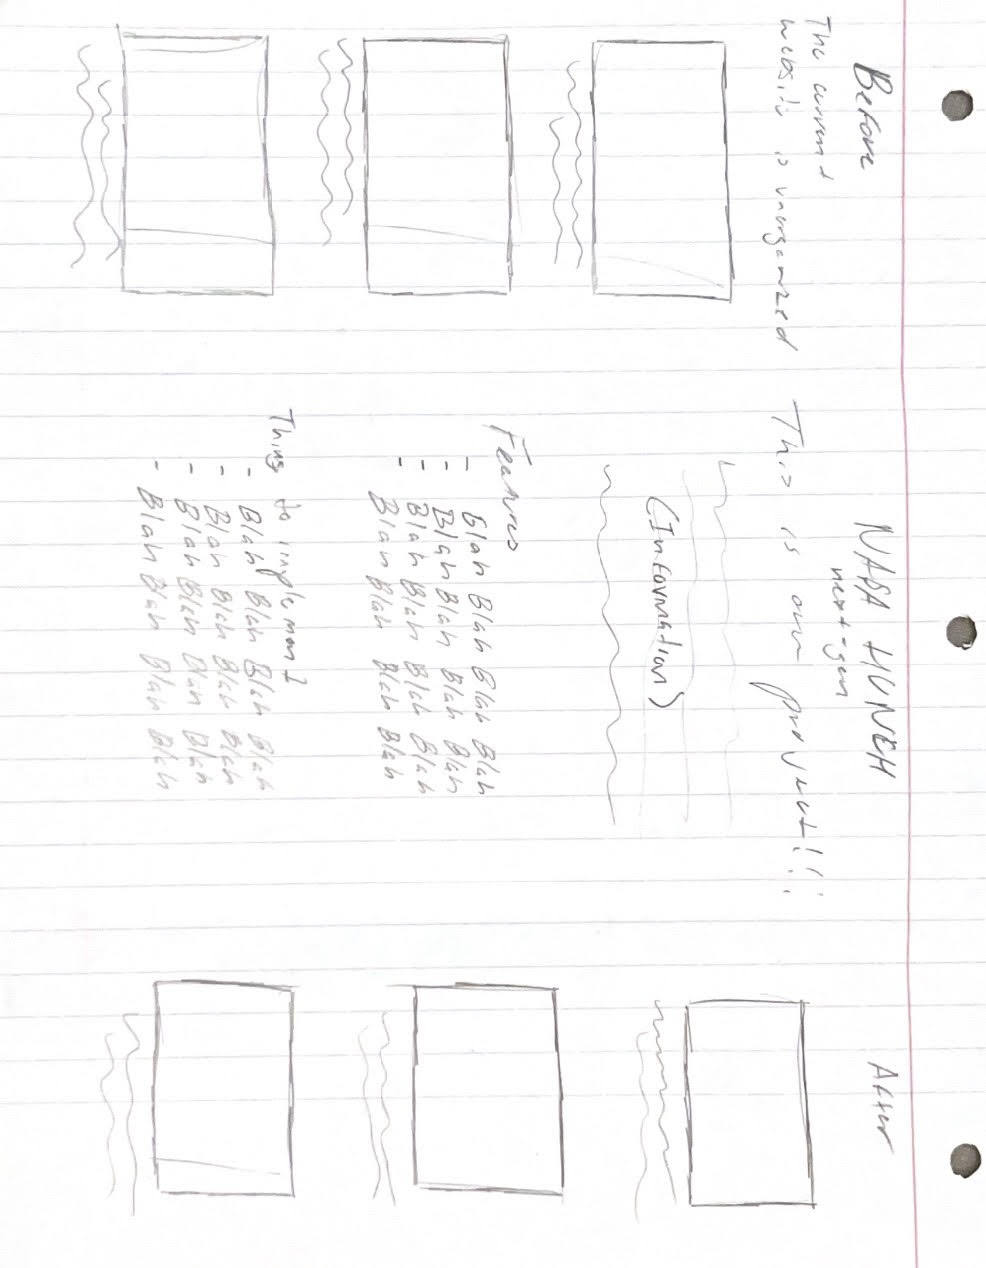 Before
The current
website is unorganized
NASA HUNCH
next-gen
This is our product!!!
(Information)
Features
- Blah Blah Blah Blah
- Blah Blah Blah Blah
- Blah Blah Blah Blah
- Blah Blah Blah Blah
Things to implement
- Blah Blah Blah Blah
- Blah Blah Blah Blah
- Blah Blah Blah Blah
- Blah Blah Blah Blah
After